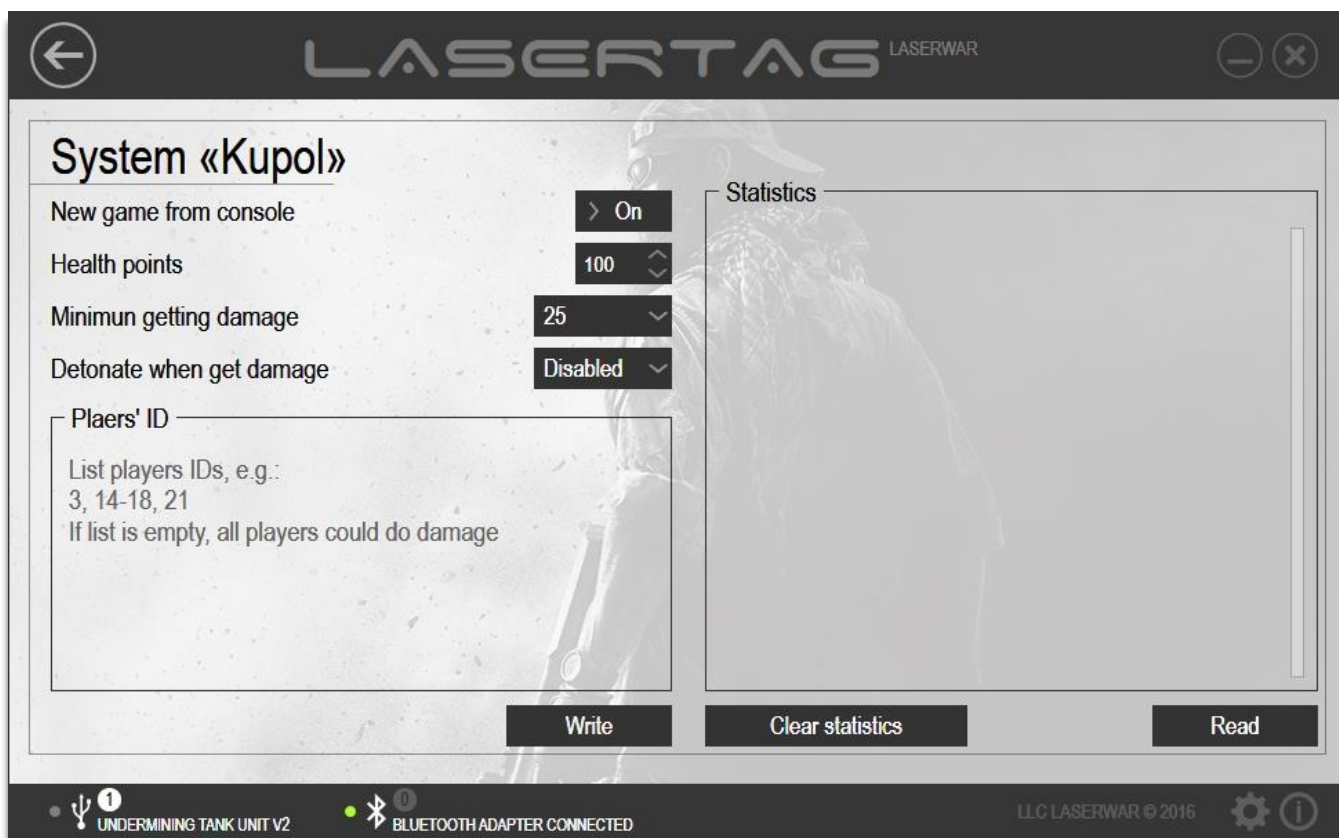 LASERTAG LASERWAR
System «Kupol»
New game from console
> On
Health points
100
Minimun getting damage
25
Detonate when get damage
Disabled
Plaers' ID
List players IDs, e.g.:
3, 14-18, 21
If list is empty, all players could do damage
Write
Statistics
Clear statistics
Read
1
UNDERMINING TANK UNIT V2
0
BLUETOOTH ADAPTER CONNECTED
LLC LASERWAR © 2016